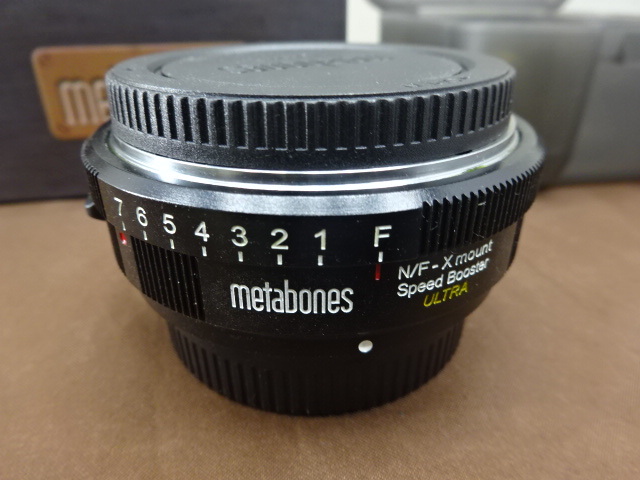 7 6 5 4 3 2 1 F
metabones
N/F - X mount
Speed Booster
ULTRA